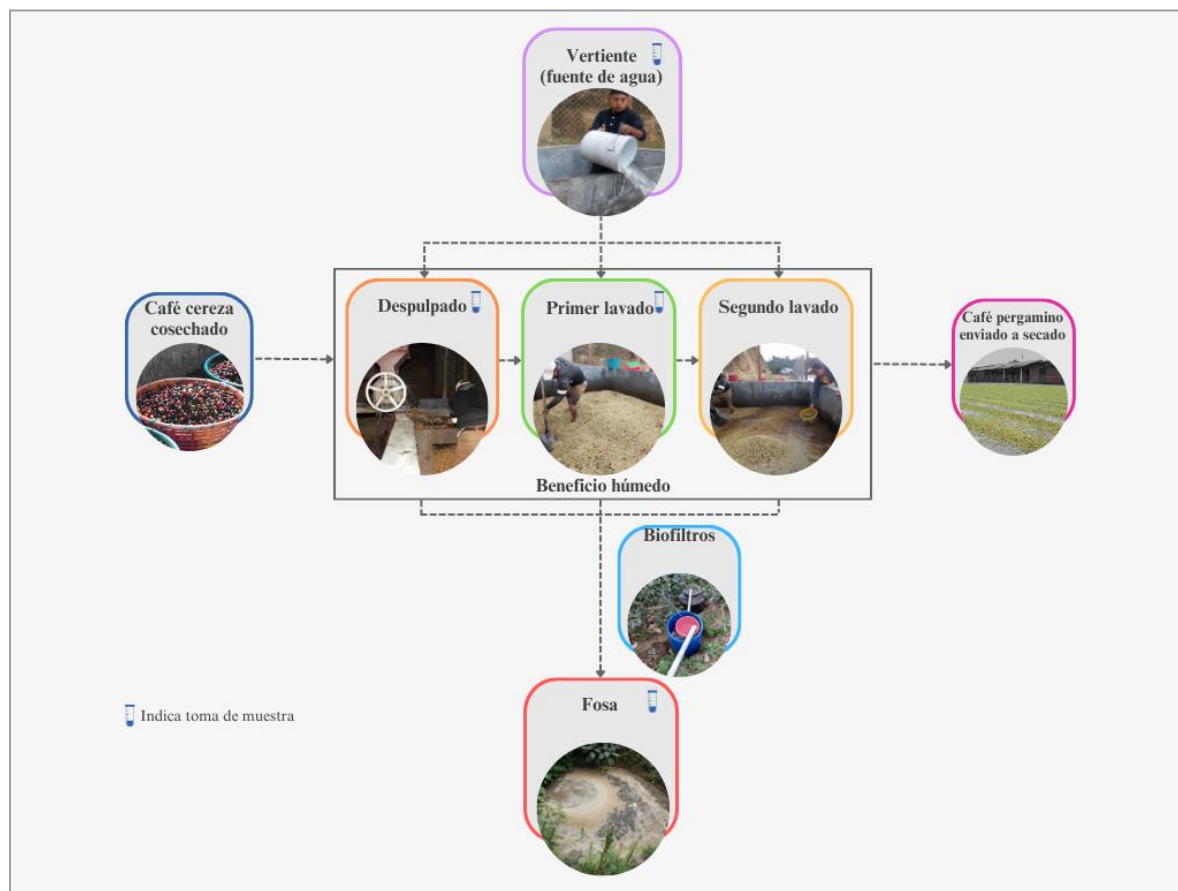 Vertiente
(fuente de agua)
Café cereza
cosechado
Despulpado
Primer lavado
Segundo lavado
Café pergamino
enviado a secado
Beneficio húmedo
Biofiltros
Fosa
Indica toma de muestra